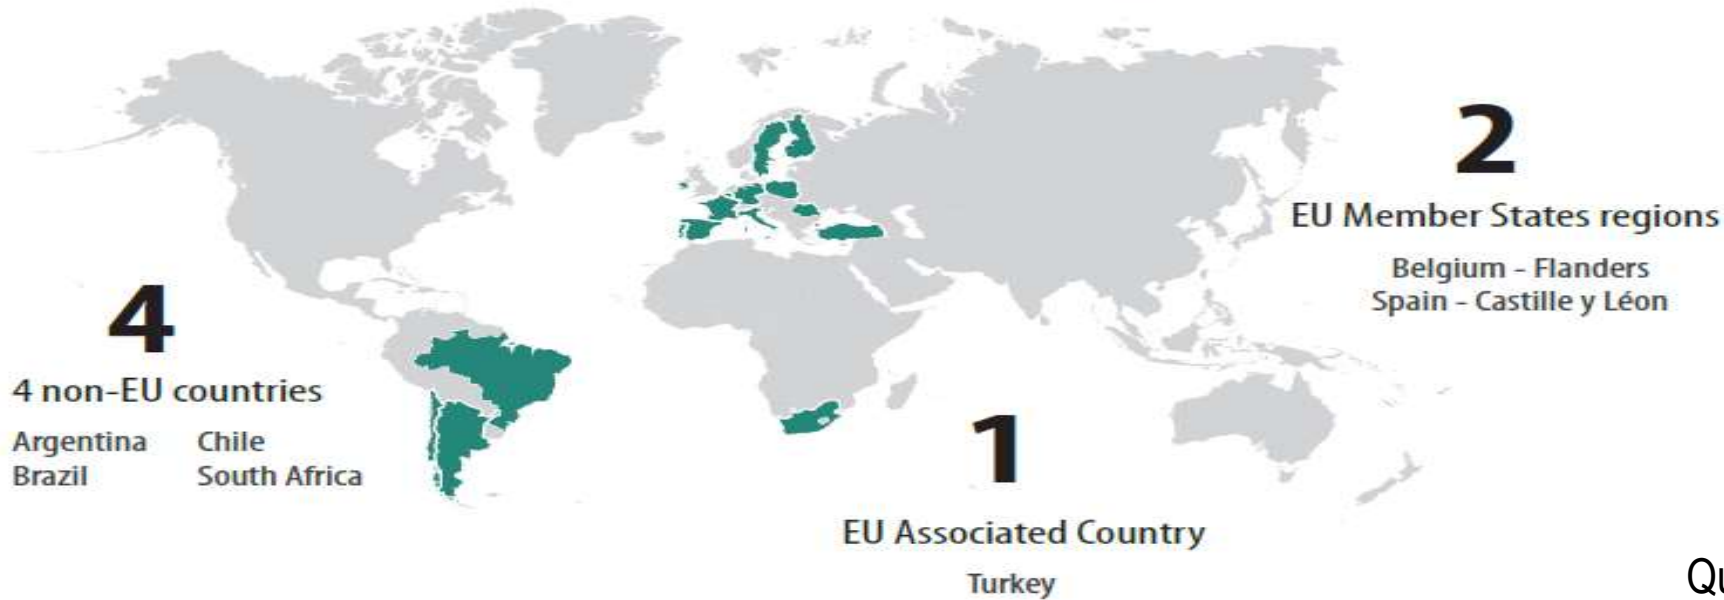 4
4 non-EU countries
Argentina Chile
Brazil South Africa
2
EU Member States regions
Belgium - Flanders
Spain - Castille y Léon
1
EU Associated Country
Turkey